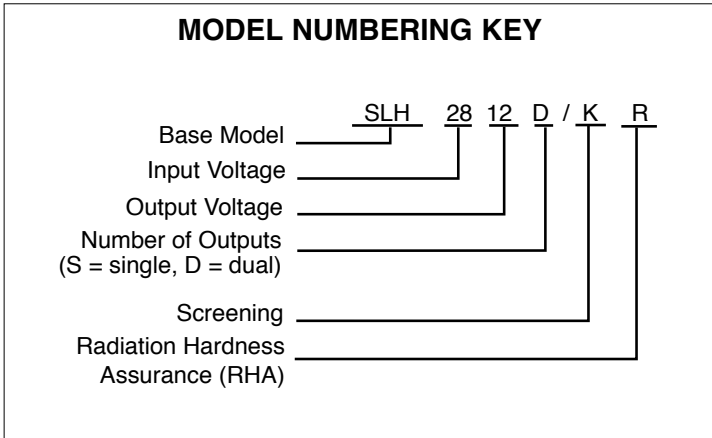 MODEL NUMBERING KEY
SLH 28 12 D / K R
Base Model
Input Voltage
Output Voltage
Number of Outputs
(S = single, D = dual)
Screening
Radiation Hardness
Assurance (RHA)